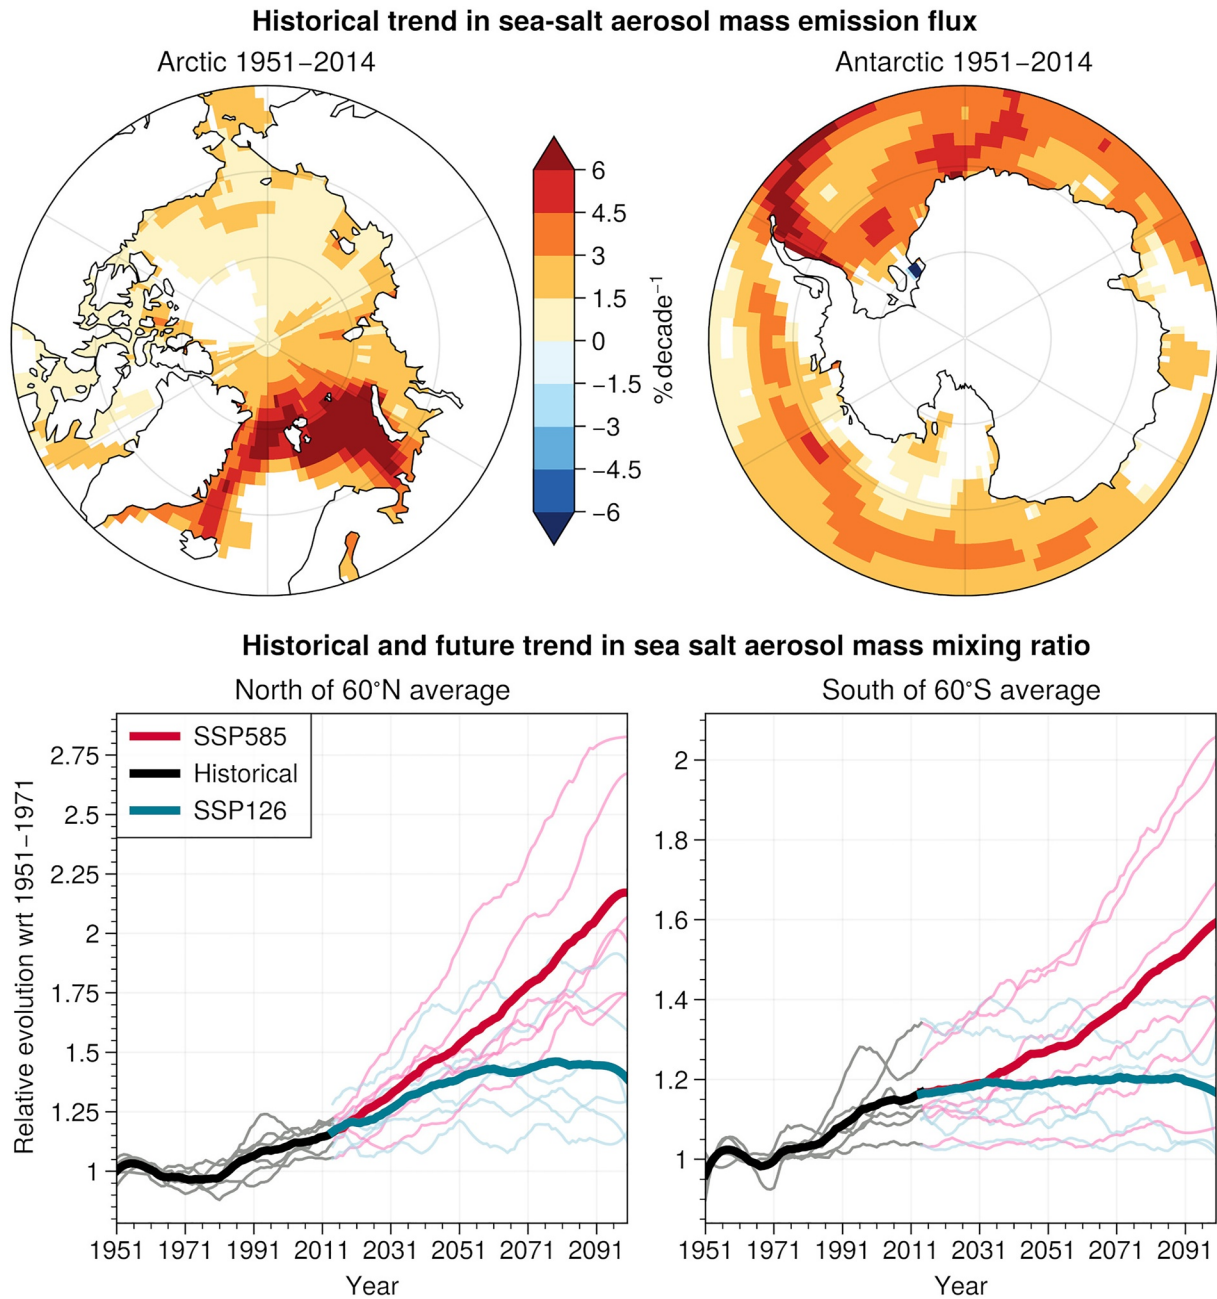 Historical trend in sea-salt aerosol mass emission flux
Arctic 1951–2014
Antarctic 1951–2014
6
4.5
3
1.5
0
−1.5
−3
−4.5
−6
% decade⁻¹
Historical and future trend in sea salt aerosol mass mixing ratio
North of 60°N average
South of 60°S average
SSP585
Historical
SSP126
Relative evolution wrt 1951–1971
2.75
2.5
2.25
2
1.75
1.5
1.25
1
1951 1971 1991 2011 2031 2051 2071 2091
Year
2
1.8
1.6
1.4
1.2
1
1951 1971 1991 2011 2031 2051 2071 2091
Year